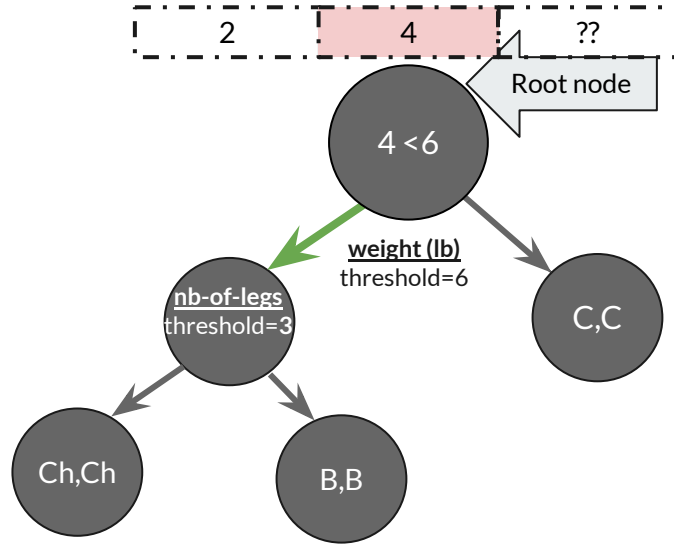 2 4 ??
Root node
4 <6
weight (lb)
threshold=6
nb-of-legs
threshold=3
C,C
Ch,Ch
B,B